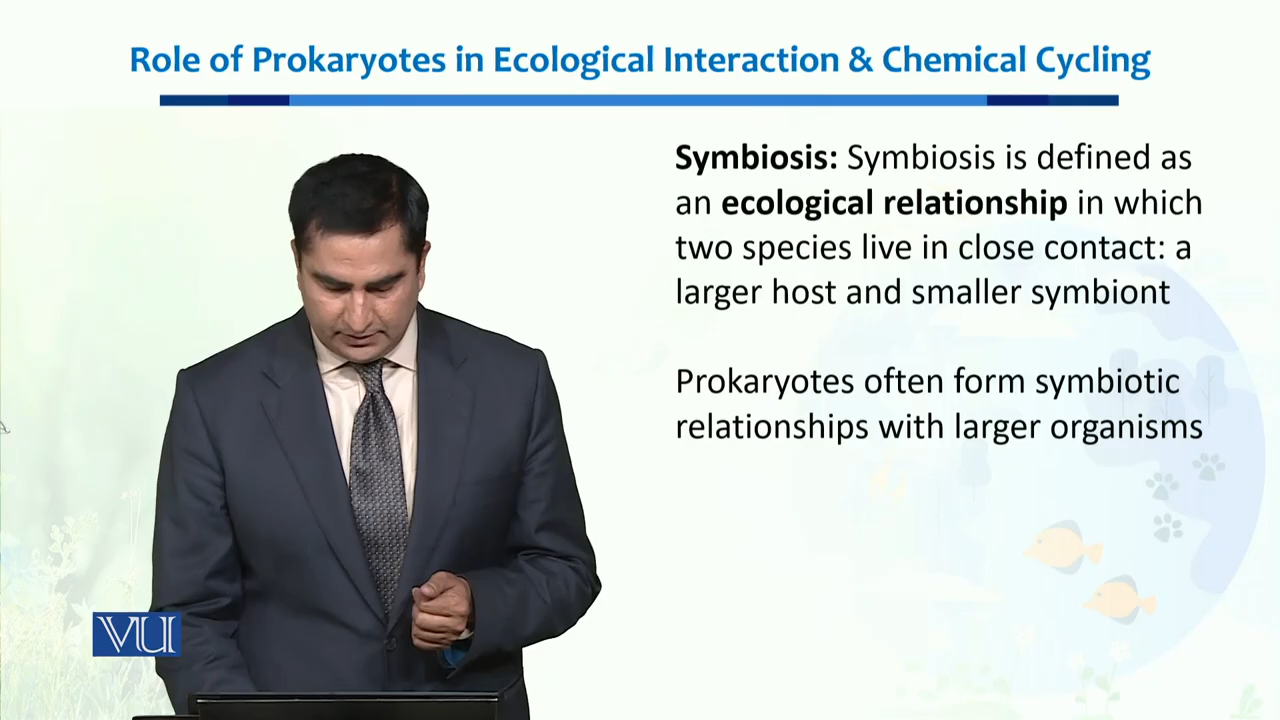 Role of Prokaryotes in Ecological Interaction & Chemical Cycling
Symbiosis: Symbiosis is defined as
an ecological relationship in which
two species live in close contact: a
larger host and smaller symbiont
Prokaryotes often form symbiotic
relationships with larger organisms
VU